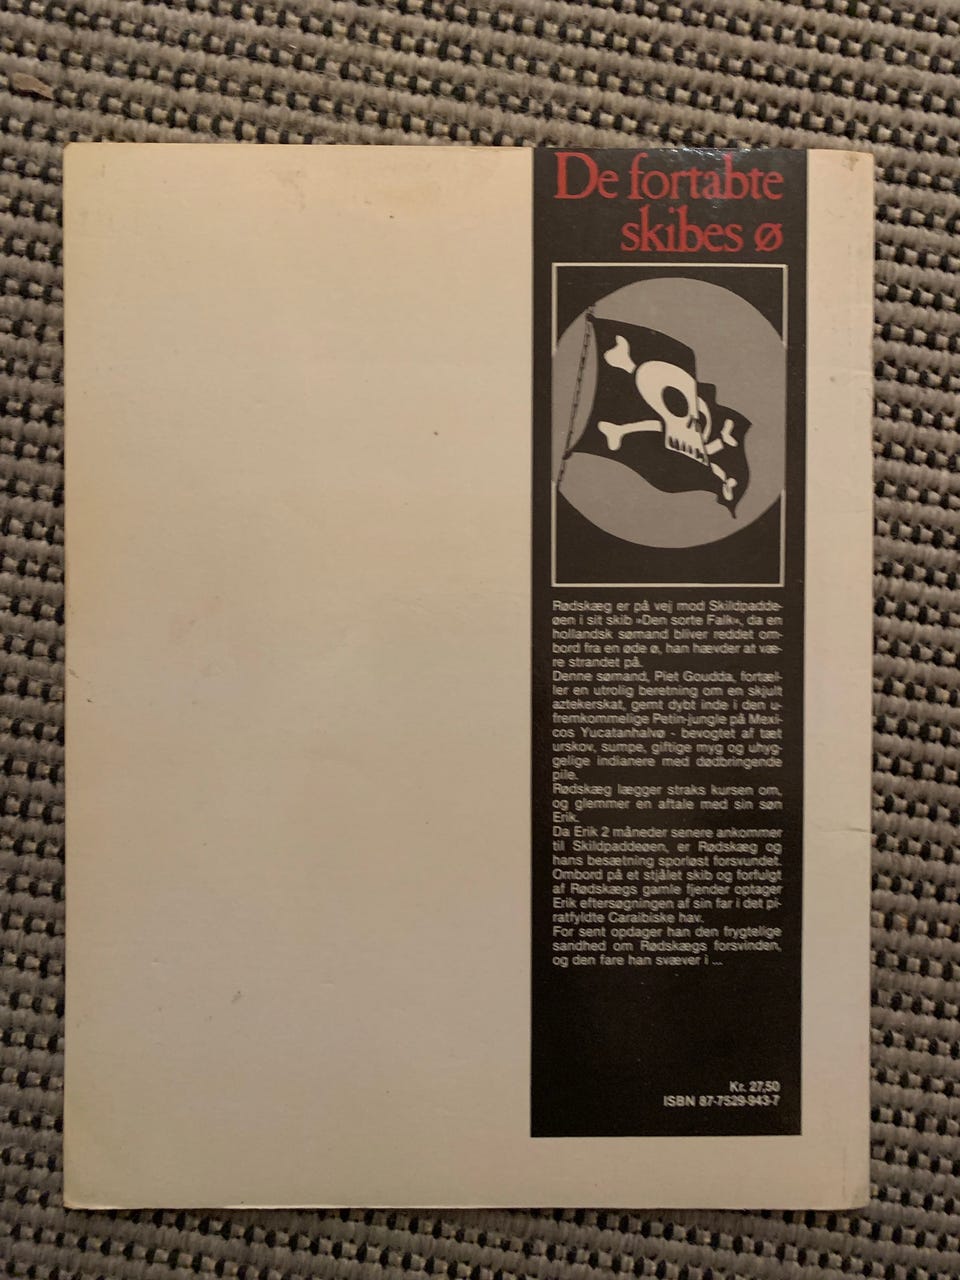 De fortabte
skibes ø
Rødskæg er på vej mod Skildpadde-
øen i sit skib »Den sorte Falk«, da en
hollandsk sømand bliver reddet om-
bord fra en øde ø, han hævder at væ-
re strandet på.
Denne sømand, Piet Goudda, fortæl-
ler en utrolig beretning om en skjult
aztekerskat, gemt dybt inde i den u-
fremkommelige Petin-jungle på Mexi-
cos Yucatanhalvø - bevogtet af tæt
urskov, sumpe, giftige myg og uhyg-
gelige indianere med dødbringende
pile.
Rødskæg lægger straks kursen om,
og glemmer en aftale med sin søn
Erik.
Da Erik 2 måneder senere ankommer
til Skildpaddeøen, er Rødskæg og
hans besætning sporløst forsvundet.
Ombord på et stjålet skib og forfulgt
af Rødskægs gamle fjender optager
Erik eftersøgningen af sin far i det pi-
ratfyldte Caraibiske hav.
For sent opdager han den frygtelige
sandhed om Rødskægs forsvinden,
og den fare han svæver i ...
Kr. 27,50
ISBN 87-7529-943-7